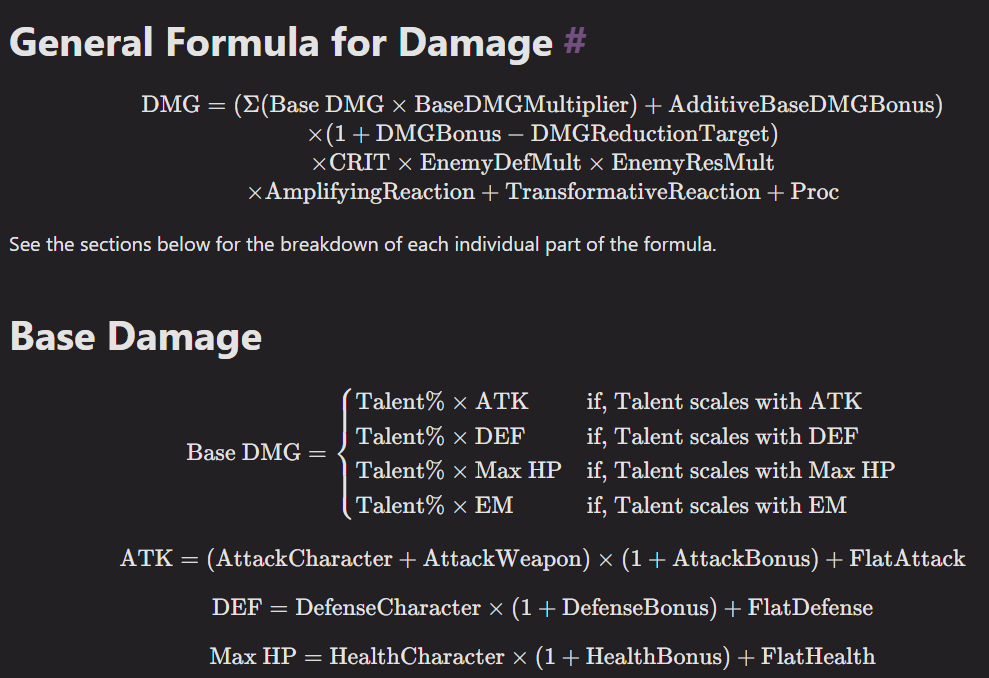 General Formula for Damage #
DMG = (Σ(Base DMG × BaseDMGMultiplier) + AdditiveBaseDMGBonus)
×(1 + DMGBonus − DMGReductionTarget)
×CRIT × EnemyDefMult × EnemyResMult
×AmplifyingReaction + TransformativeReaction + Proc
See the sections below for the breakdown of each individual part of the formula.
Base Damage
Base DMG = {
Talent% × ATK if, Talent scales with ATK
Talent% × DEF if, Talent scales with DEF
Talent% × Max HP if, Talent scales with Max HP
Talent% × EM if, Talent scales with EM
ATK = (AttackCharacter + AttackWeapon) × (1 + AttackBonus) + FlatAttack
DEF = DefenseCharacter × (1 + DefenseBonus) + FlatDefense
Max HP = HealthCharacter × (1 + HealthBonus) + FlatHealth